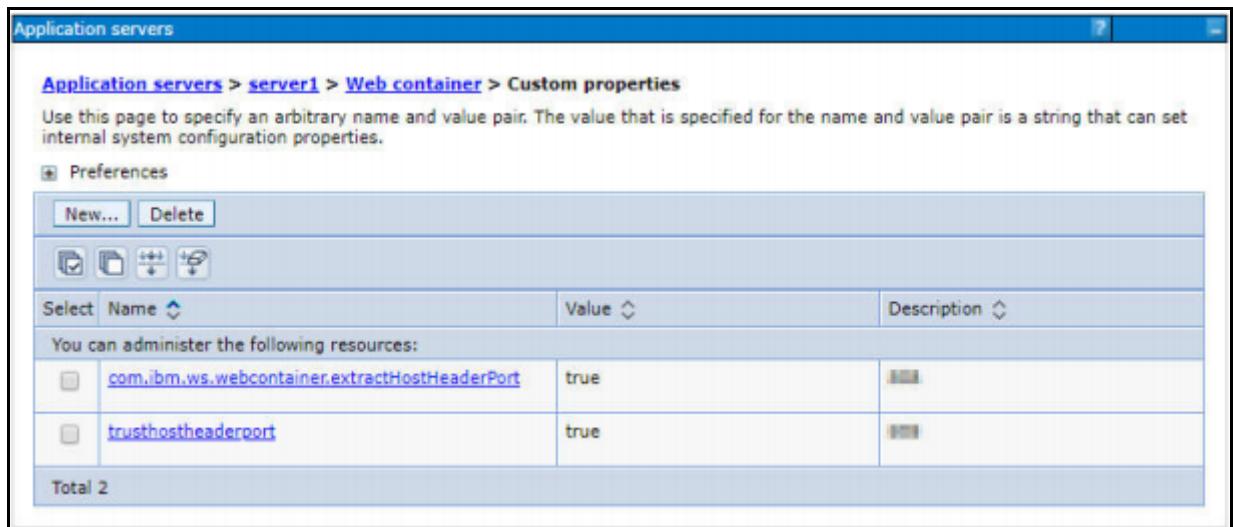 Application servers ?
Application servers > server1 > Web container > Custom properties
Use this page to specify an arbitrary name and value pair. The value that is specified for the name and value pair is a string that can set
internal system configuration properties.
Preferences
New... Delete
Select Name Value Description
You can administer the following resources:
com.ibm.ws.webcontainer.extractHostHeaderPort true
trusthostheaderport true
Total 2